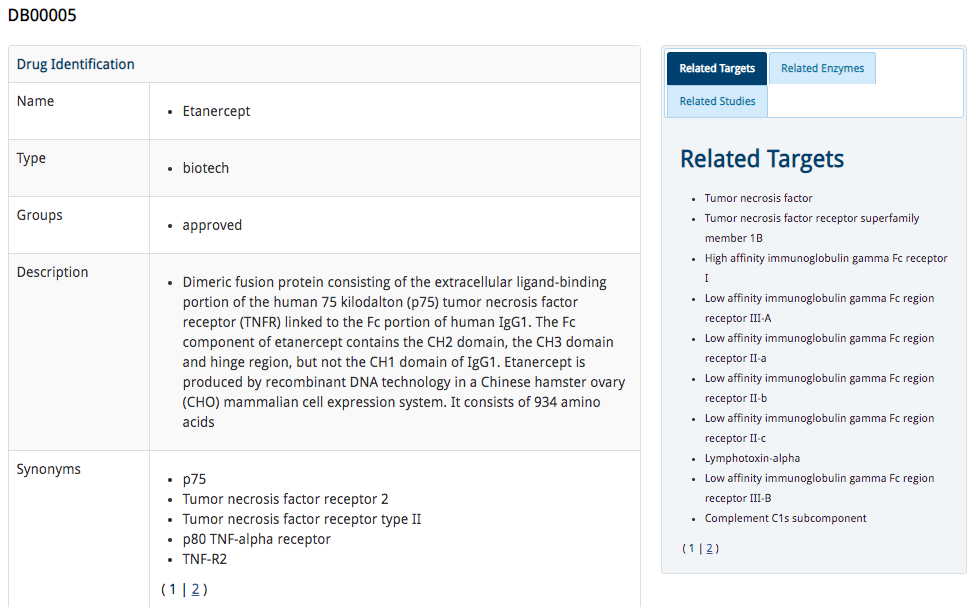 DB00005
Drug Identification
Name
Etanercept
Type
biotech
Groups
approved
Description
Dimeric fusion protein consisting of the extracellular ligand-binding
portion of the human 75 kilodalton (p75) tumor necrosis factor
receptor (TNFR) linked to the Fc portion of human IgG1. The Fc
component of etanercept contains the CH2 domain, the CH3 domain
and hinge region, but not the CH1 domain of IgG1. Etanercept is
produced by recombinant DNA technology in a Chinese hamster ovary
(CHO) mammalian cell expression system. It consists of 934 amino
acids
Synonyms
p75
Tumor necrosis factor receptor 2
Tumor necrosis factor receptor type II
p80 TNF-alpha receptor
TNF-R2
( 1 | 2 )
Related Targets
Related Enzymes
Related Studies
Related Targets
Tumor necrosis factor
Tumor necrosis factor receptor superfamily
member 1B
High affinity immunoglobulin gamma Fc receptor
I
Low affinity immunoglobulin gamma Fc region
receptor III-A
Low affinity immunoglobulin gamma Fc region
receptor II-a
Low affinity immunoglobulin gamma Fc region
receptor II-b
Low affinity immunoglobulin gamma Fc region
receptor II-c
Lymphotoxin-alpha
Low affinity immunoglobulin gamma Fc region
receptor III-B
Complement C1s subcomponent
( 1 | 2 )